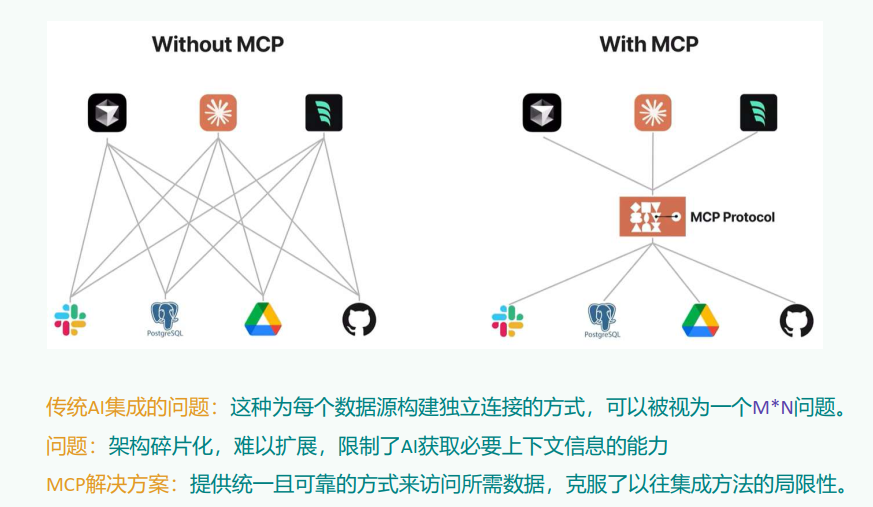 Without MCP
With MCP
MCP Protocol
PostgreSQL
PostgreSQL
传统AI集成的问题：这种为每个数据源构建独立连接的方式，可以被视为一个M*N问题。
问题：架构碎片化，难以扩展，限制了AI获取必要上下文信息的能力
MCP解决方案：提供统一且可靠的方式来访问所需数据，克服了以往集成方法的局限性。